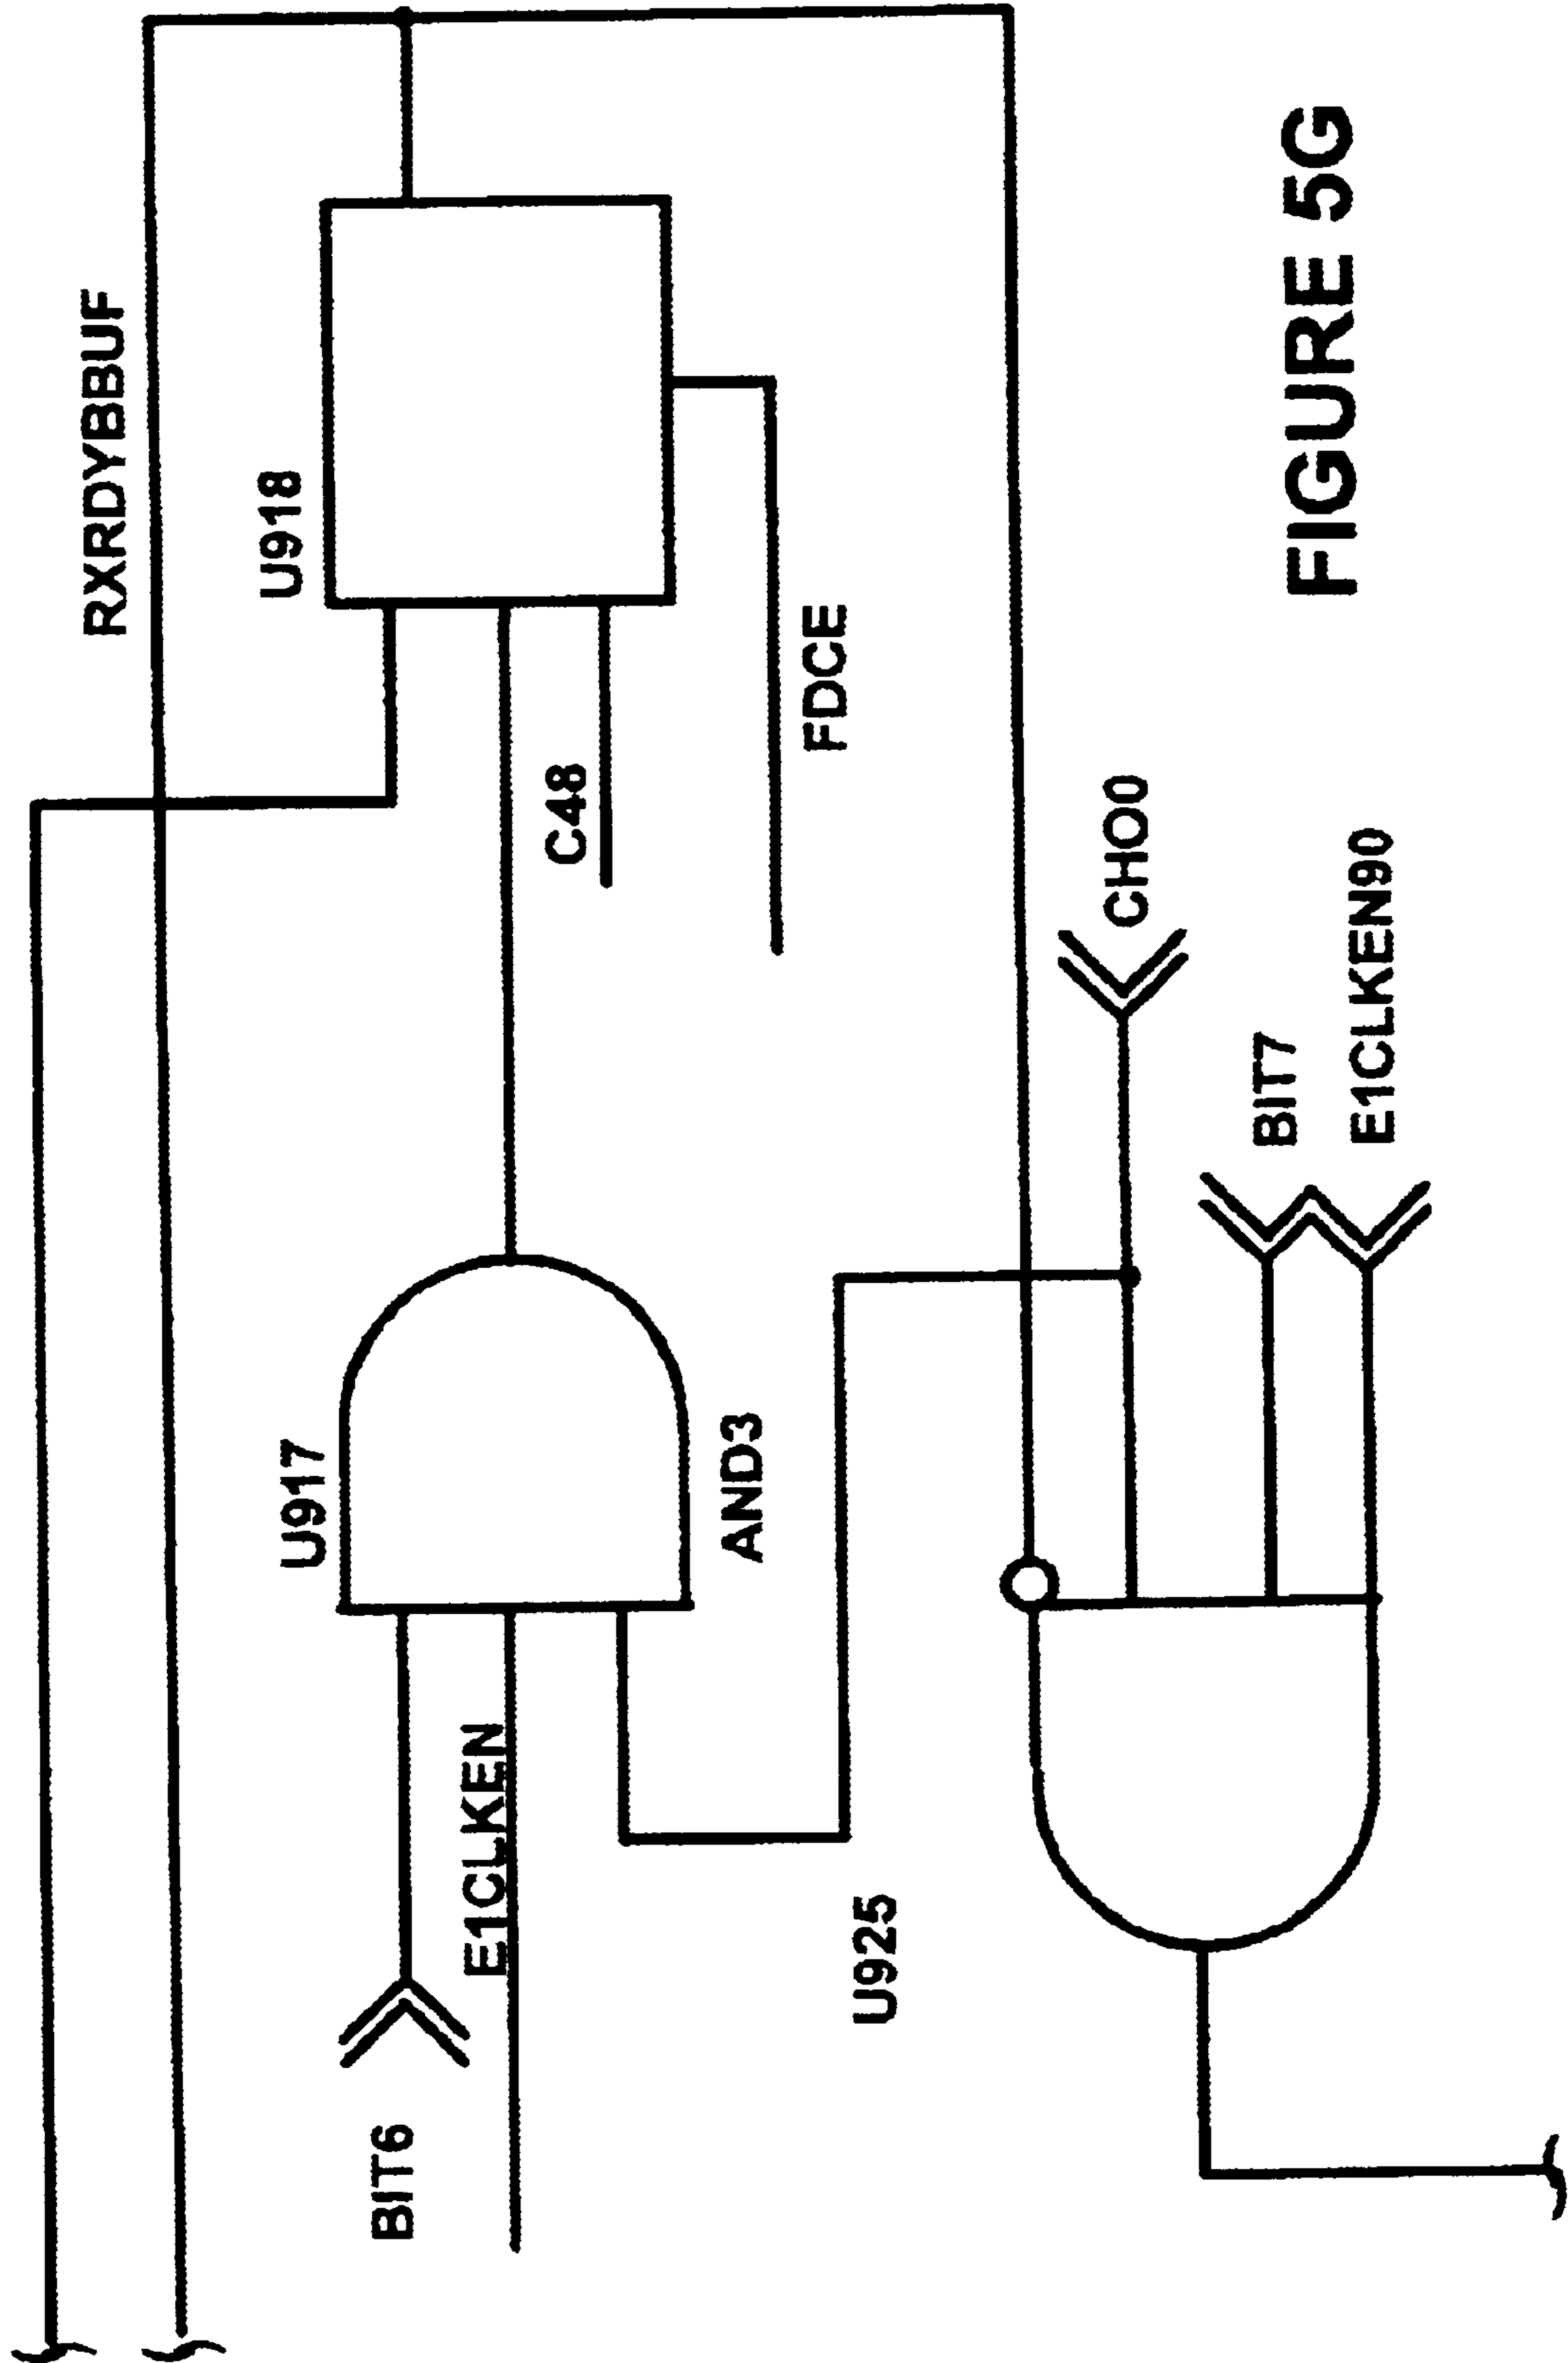 RXRDYBBUF
U918
U917
BIT6
E1CLKEN
C48
AND3
FDCE
U925
CHO0
BIT7
E1CLKEN90
FIGURE 5G